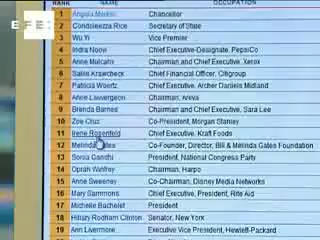 EFE
RANK NAME OCCUPATION
1 Angela Merkel Chancellor
2 Condoleezza Rice Secretary of State
3 Wu Yi Vice Premier
4 Indra Nooyi Chief Executive-Designate, PepsiCo
5 Anne Mulcahy Chairman and Chief Executive, Xerox
6 Sallie Krawcheck Chief Financial Officer, Citigroup
7 Patricia Woertz Chief Executive, Archer Daniels Midland
8 Anne Lauvergeon Chairman, Areva
9 Brenda Barnes Chairman and Chief Executive, Sara Lee
10 Zoe Cruz Co-President, Morgan Stanley
11 Irene Rosenfeld Chief Executive, Kraft Foods
12 Melinda Gates Co-Founder, Director, Bill & Melinda Gates Foundation
13 Sonia Gandhi President, National Congress Party
14 Oprah Winfrey Chairman, Harpo
15 Anne Sweeney Co-Chairman, Disney Media Networks
16 Mary Sammons Chief Executive, President, Rite Aid
17 Michelle Bachelet President
18 Hillary Rodham Clinton Senator, New York
19 Ann Livermore Executive Vice President, Hewlett-Packard